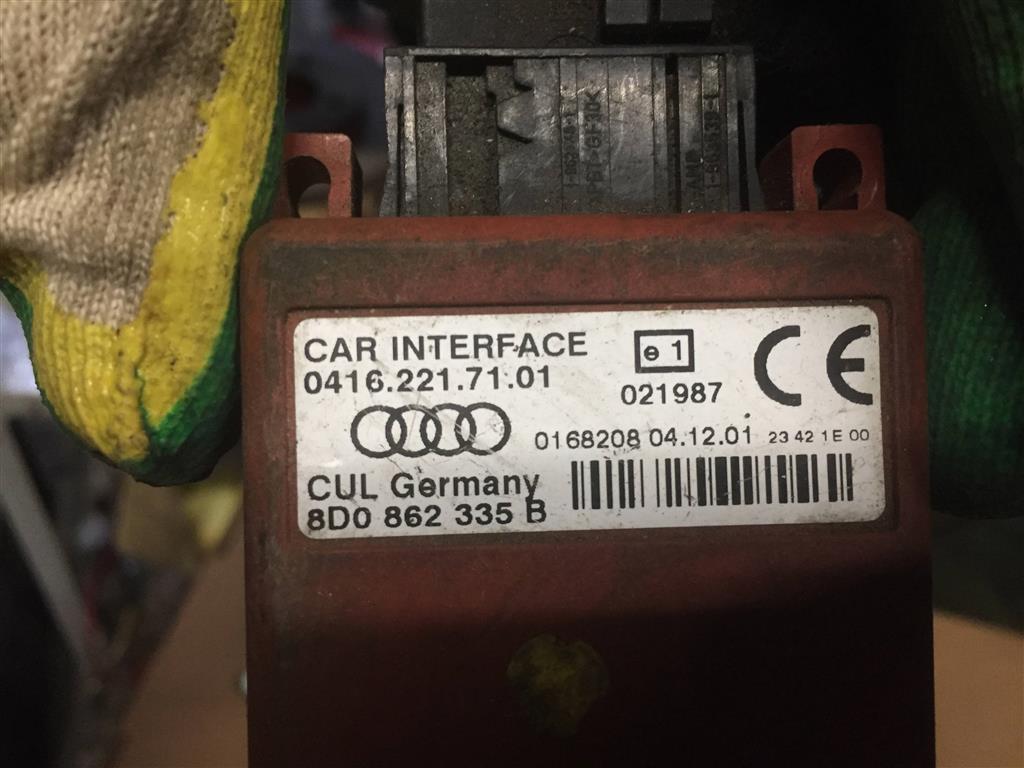 CAR INTERFACE
0416.221.71.01
e 1
021987
CE
0168208 04.12.01 23 42 1E 00
CUL Germany
8D0 862 335 B